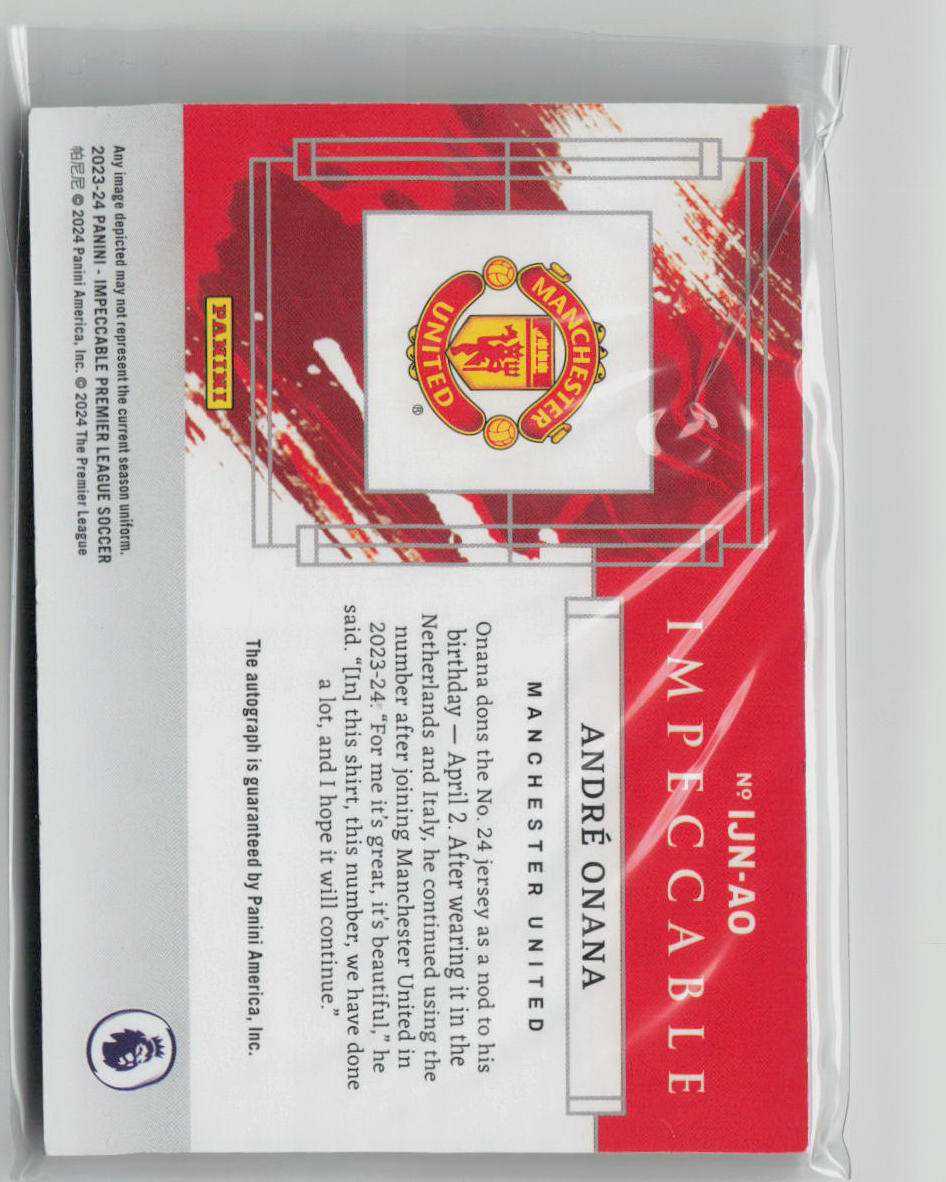 Nº IJN-AO
IMPECCABLE
ANDRÉ ONANA
MANCHESTER UNITED
Onana dons the No. 24 jersey as a nod to his
birthday — April 2. After wearing it in the
Netherlands and Italy, he continued using the
number after joining Manchester United in
2023-24. “For me it’s great, it’s beautiful,” he
said. “[In] this shirt, this number, we have done
a lot, and I hope it will continue.”
The autograph is guaranteed by Panini America, Inc.
MANCHESTER
UNITED
®
PANINI
Any image depicted may not represent the current season uniform.
2023-24 PANINI - IMPECCABLE PREMIER LEAGUE SOCCER
帕尼尼 © 2024 Panini America, Inc. © 2024 The Premier League